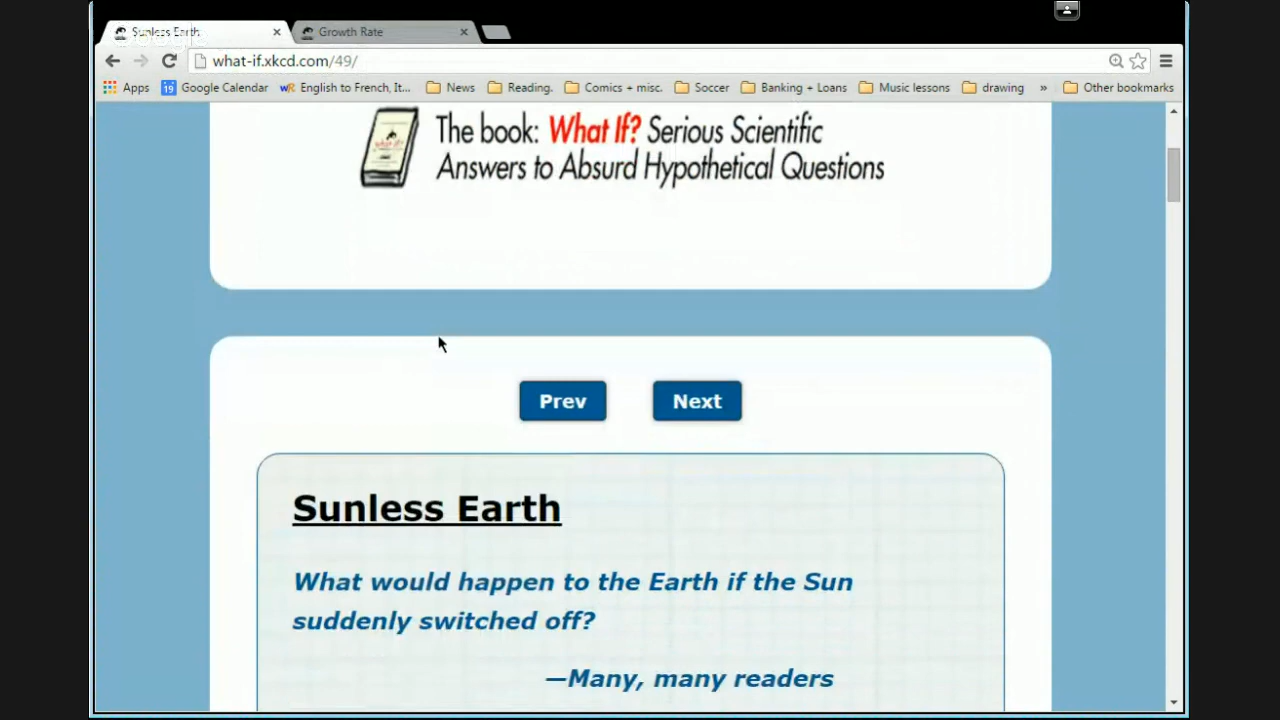 Sunless Earth
Growth Rate
what-if.xkcd.com/49/
Apps
19
Google Calendar
English to French, It...
News
Reading.
Comics + misc.
Soccer
Banking + Loans
Music lessons
drawing
»
Other bookmarks
The book: What If? Serious Scientific
Answers to Absurd Hypothetical Questions
Prev
Next
Sunless Earth
What would happen to the Earth if the Sun
suddenly switched off?
—Many, many readers